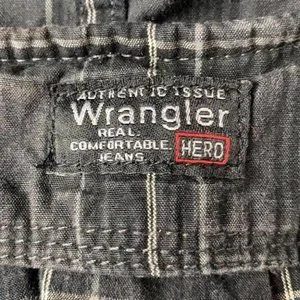 AUTHENTIC ISSUE
Wrangler
REAL.
COMFORTABLE
JEANS.
HERO